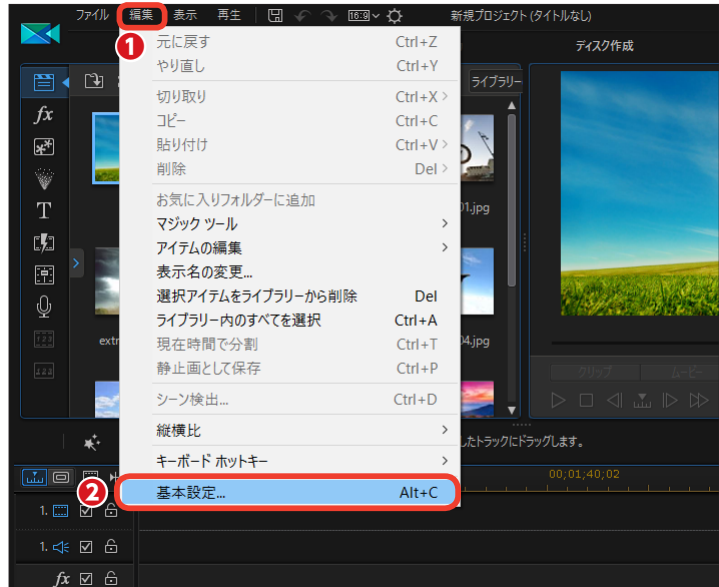 ファイル 編集 表示 再生 16:9 新規プロジェクト (タイトルなし)
1
ディスク作成
元に戻す Ctrl+Z
やり直し Ctrl+Y
ライブラリー
切り取り Ctrl+X
コピー Ctrl+C
貼り付け Ctrl+V
削除 Del
お気に入りフォルダーに追加
01.jpg
マジック ツール
アイテムの編集
表示名の変更...
選択アイテムをライブラリーから削除 Del
ライブラリー内のすべてを選択 Ctrl+A
現在時間で分割 Ctrl+T
extr
04.jpg
静止画として保存 Ctrl+P
クリップ ムービー
シーン検出... Ctrl+D
縦横比
したトラックにドラッグします。
キーボード ホットキー
00;01;40;02
2
基本設定... Alt+C
1.
1.
fx
fx
T